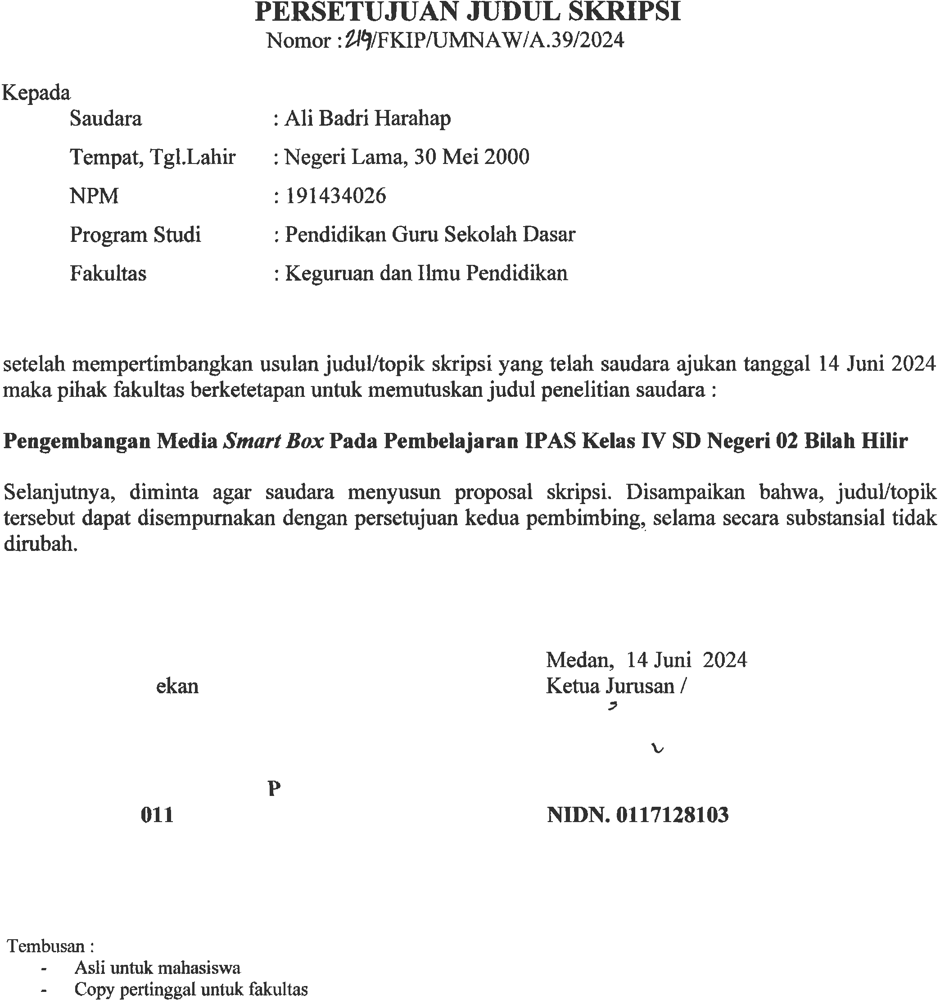 PERSETUJUAN JUDUL SKRIPSI
Nomor : 219/FKIP/UMNAW/A.39/2024
Kepada
Saudara : Ali Badri Harahap
Tempat, Tgl.Lahir : Negeri Lama, 30 Mei 2000
NPM : 191434026
Program Studi : Pendidikan Guru Sekolah Dasar
Fakultas : Keguruan dan Ilmu Pendidikan
setelah mempertimbangkan usulan judul/topik skripsi yang telah saudara ajukan tanggal 14 Juni 2024
maka pihak fakultas berketetapan untuk memutuskan judul penelitian saudara :
Pengembangan Media Smart Box Pada Pembelajaran IPAS Kelas IV SD Negeri 02 Bilah Hilir
Selanjutnya, diminta agar saudara menyusun proposal skripsi. Disampaikan bahwa, judul/topik
tersebut dapat disempurnakan dengan persetujuan kedua pembimbing, selama secara substansial tidak
dirubah.
Medan, 14 Juni 2024
ekan Ketua Jurusan /
P
011 NIDN. 0117128103
Tembusan :
- Asli untuk mahasiswa
- Copy pertinggal untuk fakultas